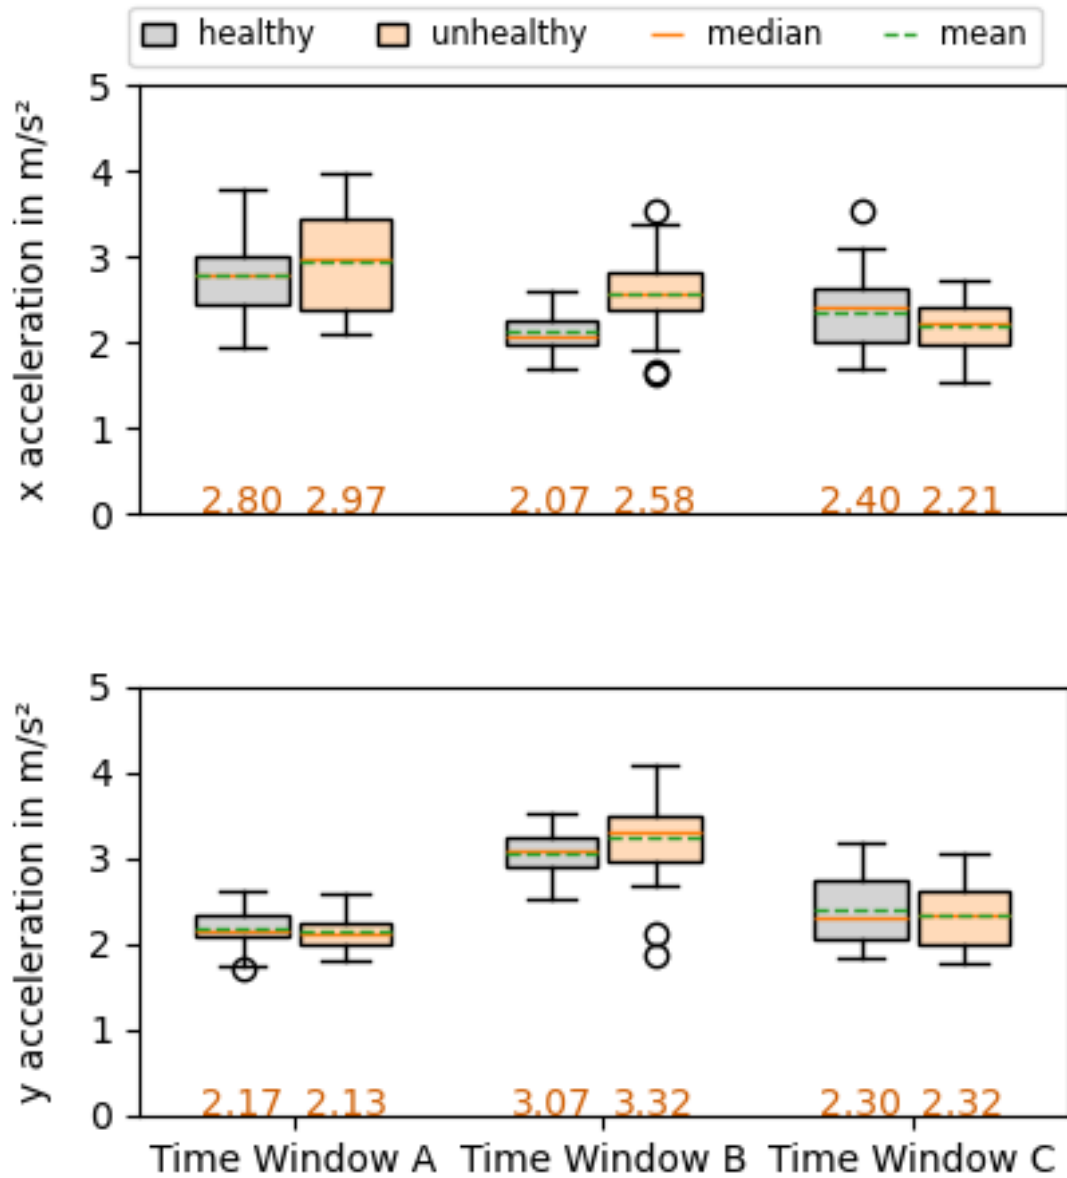 healthy unhealthy median mean
x acceleration in m/s²
5
4
3
2
1
0
2.80 2.97 2.07 2.58 2.40 2.21
y acceleration in m/s²
5
4
3
2
1
0
2.17 2.13 3.07 3.32 2.30 2.32
Time Window A Time Window B Time Window C